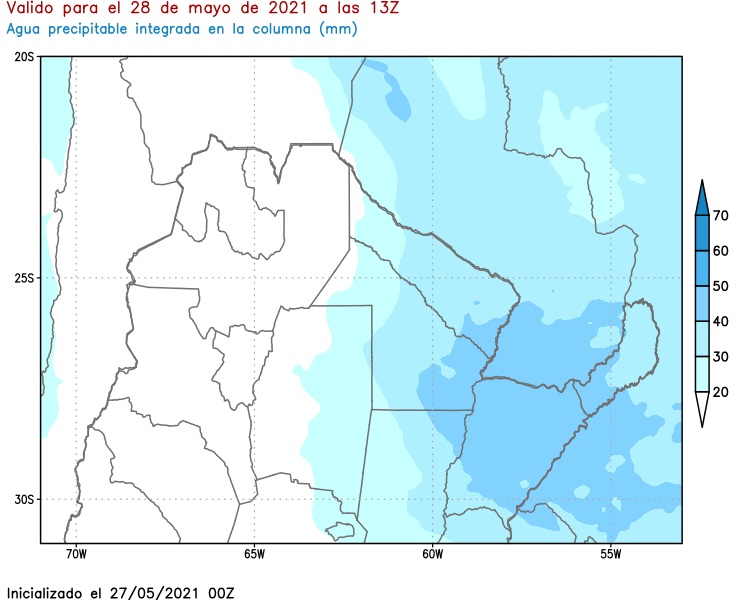 Valido para el 28 de mayo de 2021 a las 13Z
Agua precipitable integrada en la columna (mm)
20S
25S
30S
70W
65W
60W
55W
70
60
50
40
30
20
Inicializado el 27/05/2021 00Z